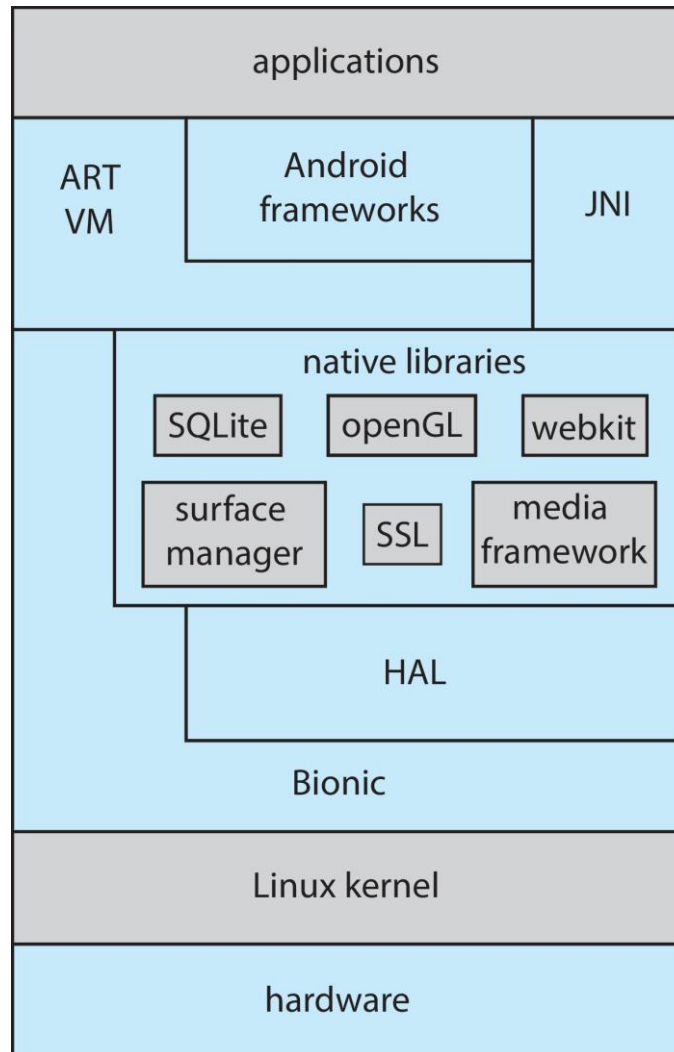 applications
ART
VM
Android
frameworks
JNI
native libraries
SQLite
openGL
webkit
surface
manager
SSL
media
framework
HAL
Bionic
Linux kernel
hardware